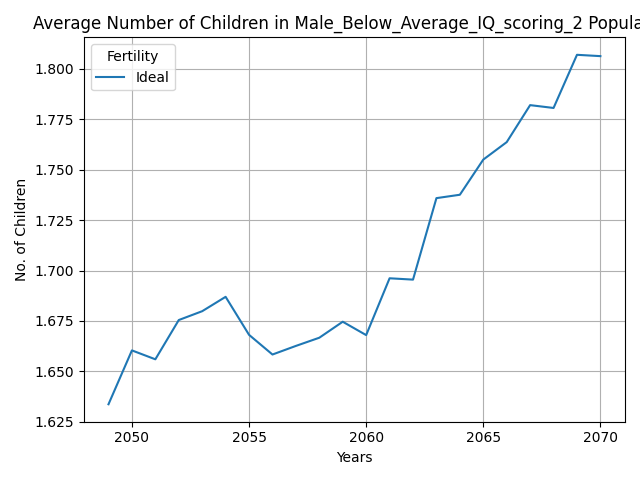 Average Number of Children in Male_Below_Average_IQ_scoring_2 Popula
Fertility
Ideal
No. of Children
1.800
1.775
1.750
1.725
1.700
1.675
1.650
1.625
2050 2055 2060 2065 2070
Years